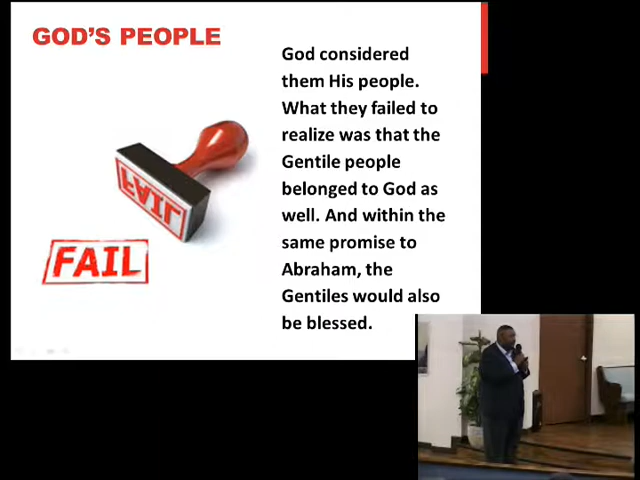 GOD'S PEOPLE
God considered
them His people.
What they failed to
realize was that the
Gentile people
belonged to God as
well. And within the
same promise to
Abraham, the
Gentiles would also
be blessed.
FAIL
FAIL